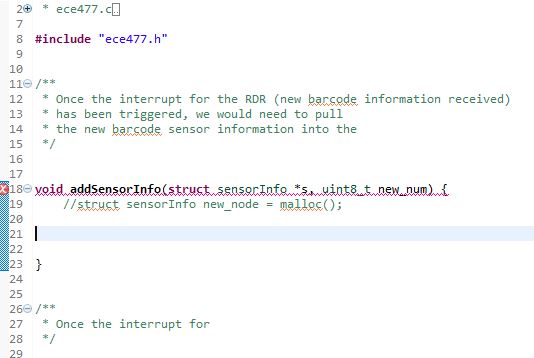 2 * ece477.c..
7
8 #include "ece477.h"
9
10
11 /**
12  * Once the interrupt for the RDR (new barcode information received)
13  * has been triggered, we would need to pull
14  * the new barcode sensor information into the
15  */
16
17
18 void addSensorInfo(struct sensorInfo *s, uint8_t new_num) {
19     //struct sensorInfo new_node = malloc();
20
21
22
23 }
24
25
26 /**
27  * Once the interrupt for
28  */
29